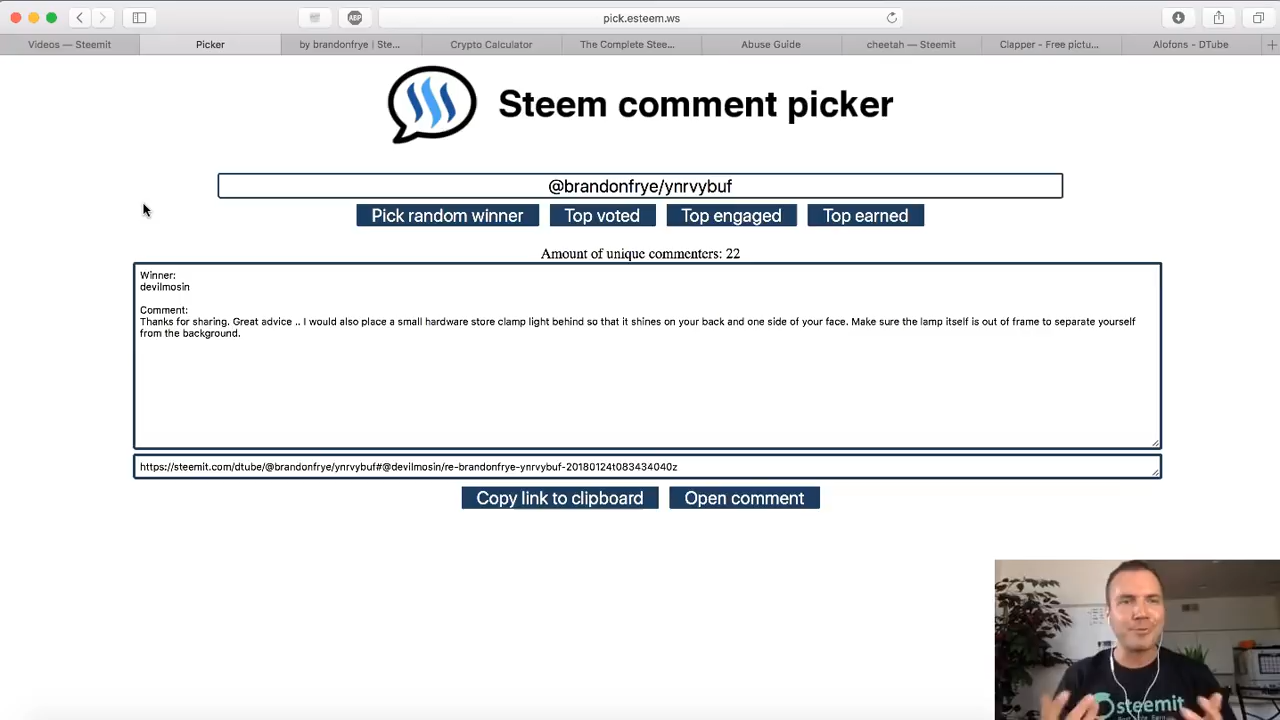 pick.esteem.ws
Videos — Steemit
Picker
by brandonfrye | Ste...
Crypto Calculator
The Complete Stee...
Abuse Guide
cheetah — Steemit
Clapper - Free pictu...
Alofons - DTube
ABP
Steem comment picker
@brandonfrye/ynrvybuf
Pick random winner
Top voted
Top engaged
Top earned
Amount of unique commenters: 22
Winner:
devilmosin
Comment:
Thanks for sharing. Great advice .. I would also place a small hardware store clamp light behind so that it shines on your back and one side of your face. Make sure the lamp itself is out of frame to separate yourself
from the background.
https://steemit.com/dtube/@brandonfrye/ynrvybuf#@devilmosin/re-brandonfrye-ynrvybuf-20180124t083434040z
Copy link to clipboard
Open comment
steemit